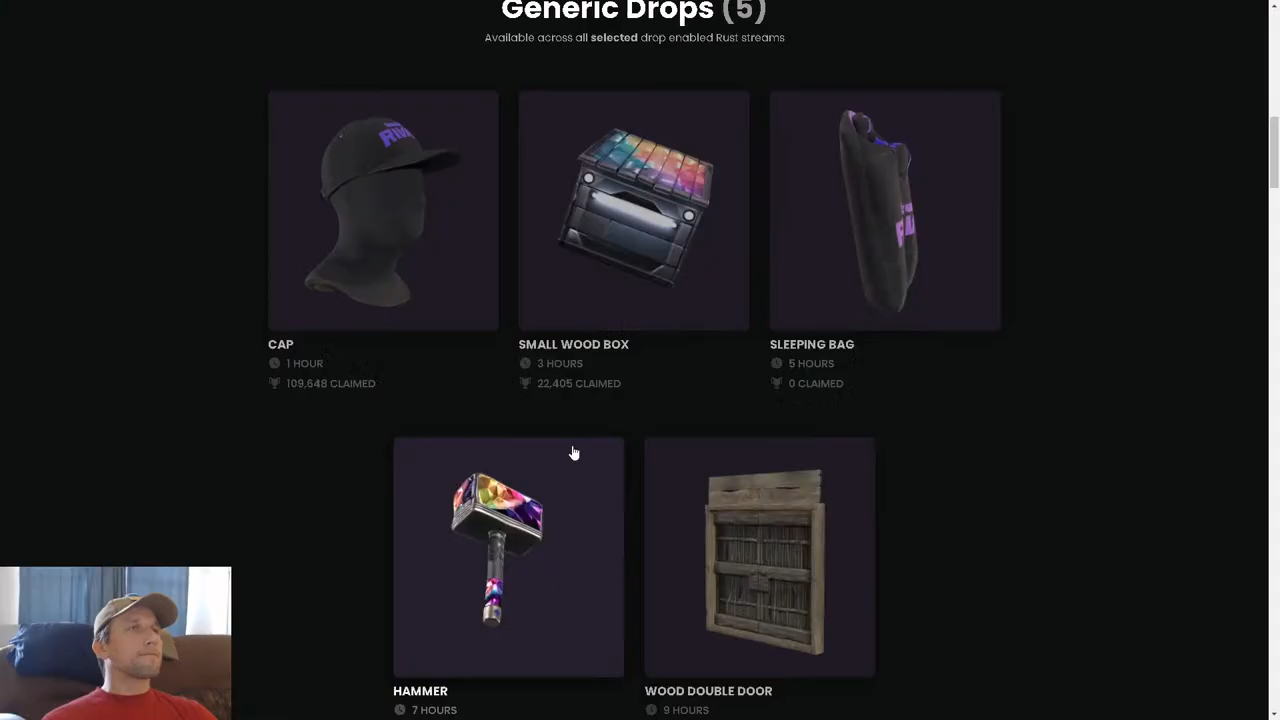 Generic Drops (5)
Available across all selected drop enabled Rust streams
CAP
1 HOUR
109,648 CLAIMED
SMALL WOOD BOX
3 HOURS
22,405 CLAIMED
SLEEPING BAG
5 HOURS
0 CLAIMED
HAMMER
7 HOURS
WOOD DOUBLE DOOR
9 HOURS